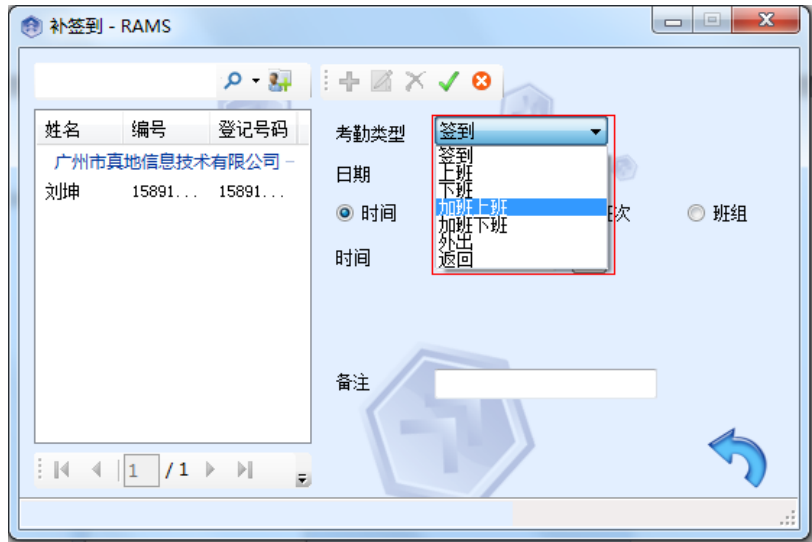 补签到 - RAMS
姓名 编号 登记号码
广州市真地信息技术有限公司 -
刘坤 15891... 15891...
1 / 1
考勤类型 签到
签到
上班
下班
加班上班
加班下班
外出
返回
日期
时间 次 班组
时间
备注